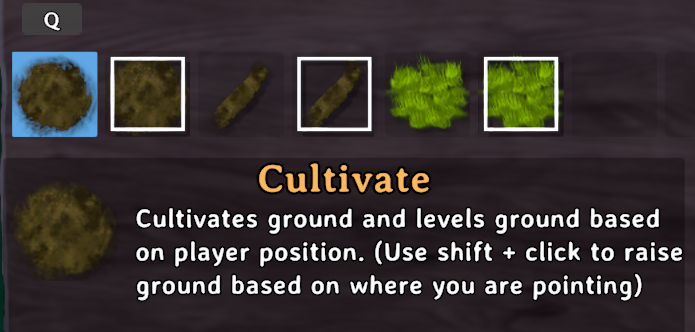 Q
Cultivate
Cultivates ground and levels ground based
on player position. (Use shift + click to raise
ground based on where you are pointing)